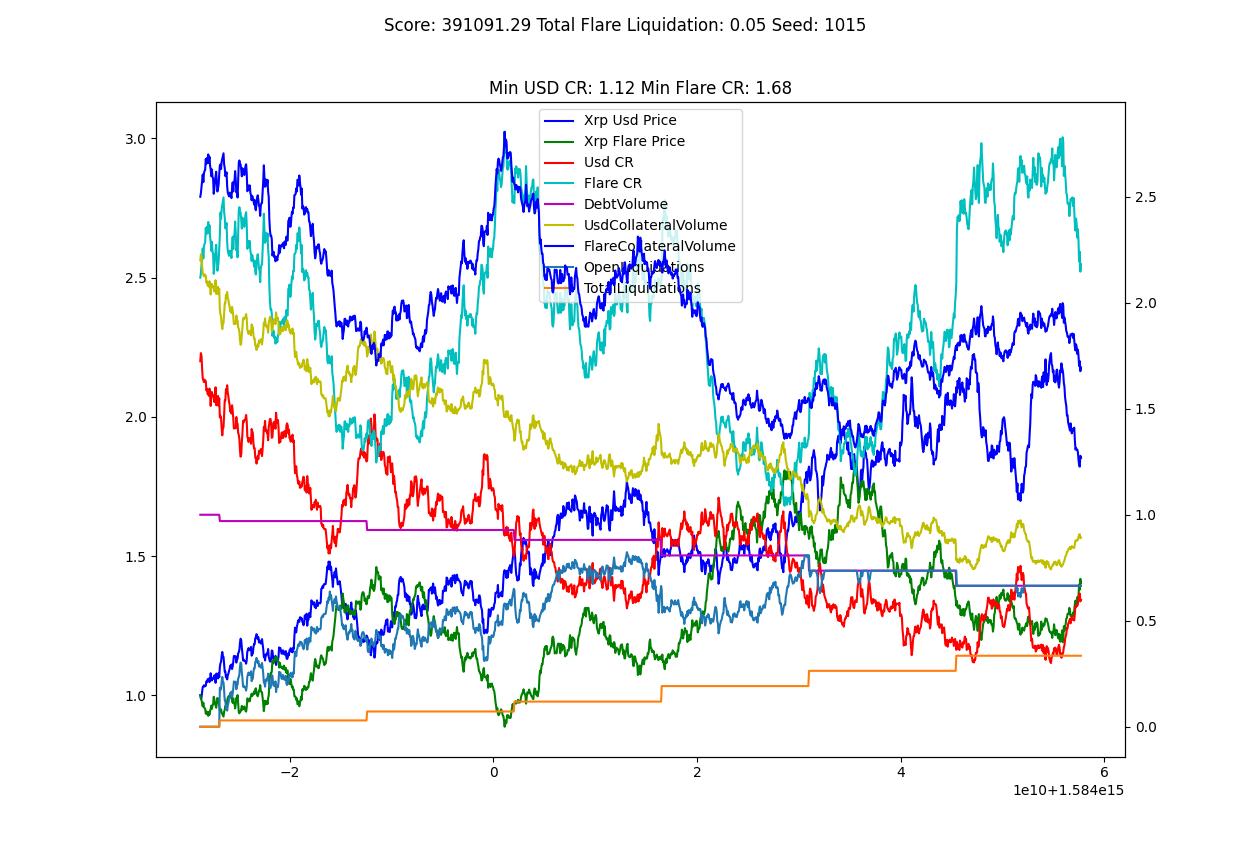 Score: 391091.29 Total Flare Liquidation: 0.05 Seed: 1015
Min USD CR: 1.12 Min Flare CR: 1.68
Xrp Usd Price
Xrp Flare Price
Usd CR
Flare CR
DebtVolume
UsdCollateralVolume
FlareCollateralVolume
OpenLiquidations
TotalLiquidations
3.0
2.5
2.0
1.5
1.0
2.5
2.0
1.5
1.0
0.5
0.0
−2
0
2
4
6
1e10+1.584e15